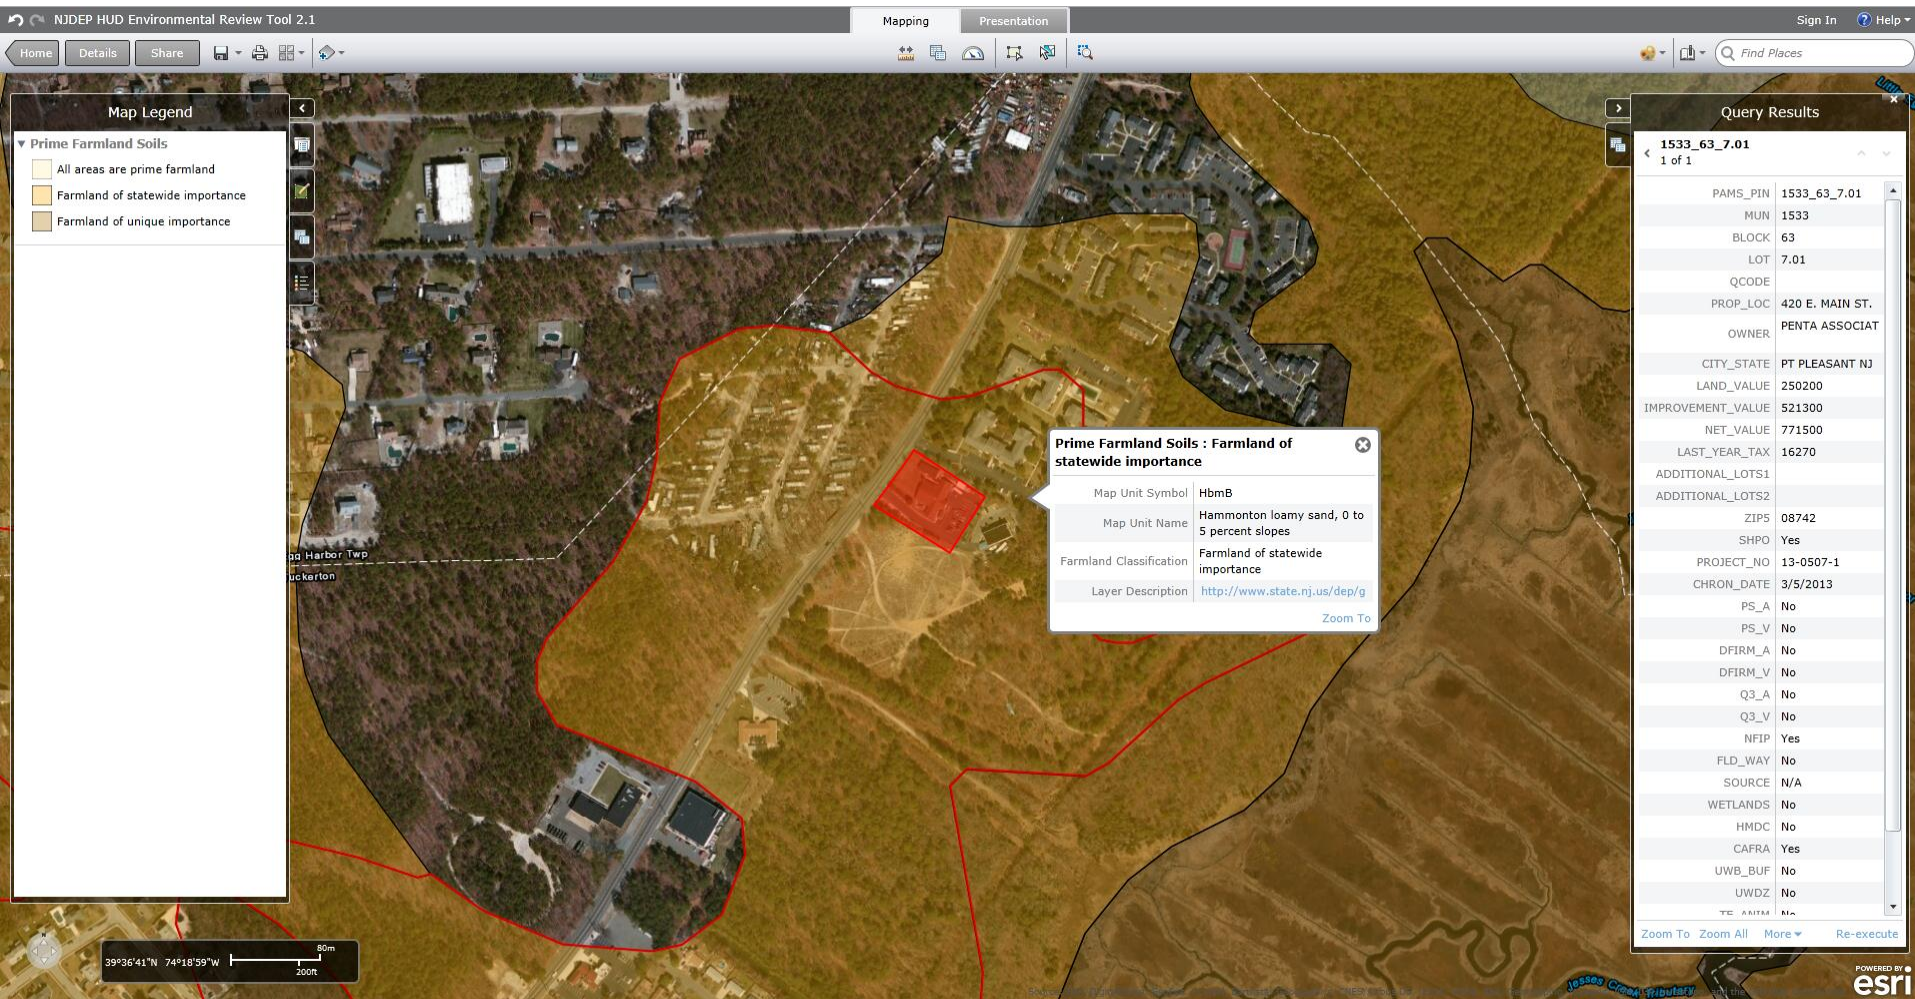 NJDEP HUD Environmental Review Tool 2.1
Mapping
Presentation
Sign In
Help
Home
Details
Share
Find Places
Map Legend
Prime Farmland Soils
All areas are prime farmland
Farmland of statewide importance
Farmland of unique importance
gg Harbor Twp
uckerton
Prime Farmland Soils : Farmland of
statewide importance
Map Unit Symbol HbmB
Map Unit Name Hammonton loamy sand, 0 to
5 percent slopes
Farmland Classification Farmland of statewide
importance
Layer Description http://www.state.nj.us/dep/g
Zoom To
Query Results
1533_63_7.01
1 of 1
PAMS_PIN 1533_63_7.01
MUN 1533
BLOCK 63
LOT 7.01
QCODE
PROP_LOC 420 E. MAIN ST.
OWNER PENTA ASSOCIAT
CITY_STATE PT PLEASANT NJ
LAND_VALUE 250200
IMPROVEMENT_VALUE 521300
NET_VALUE 771500
LAST_YEAR_TAX 16270
ADDITIONAL_LOTS1
ADDITIONAL_LOTS2
ZIP5 08742
SHPO Yes
PROJECT_NO 13-0507-1
CHRON_DATE 3/5/2013
PS_A No
PS_V No
DFIRM_A No
DFIRM_V No
Q3_A No
Q3_V No
NFIP Yes
FLD_WAY No
SOURCE N/A
WETLANDS No
HMDC No
CAFRA Yes
UWB_BUF No
UWDZ No
TE_ANIM No
Zoom To Zoom All More Re-execute
N
39°36'41"N 74°18'59"W
80m
200ft
Jesses Creek Tributary
POWERED BY
esri